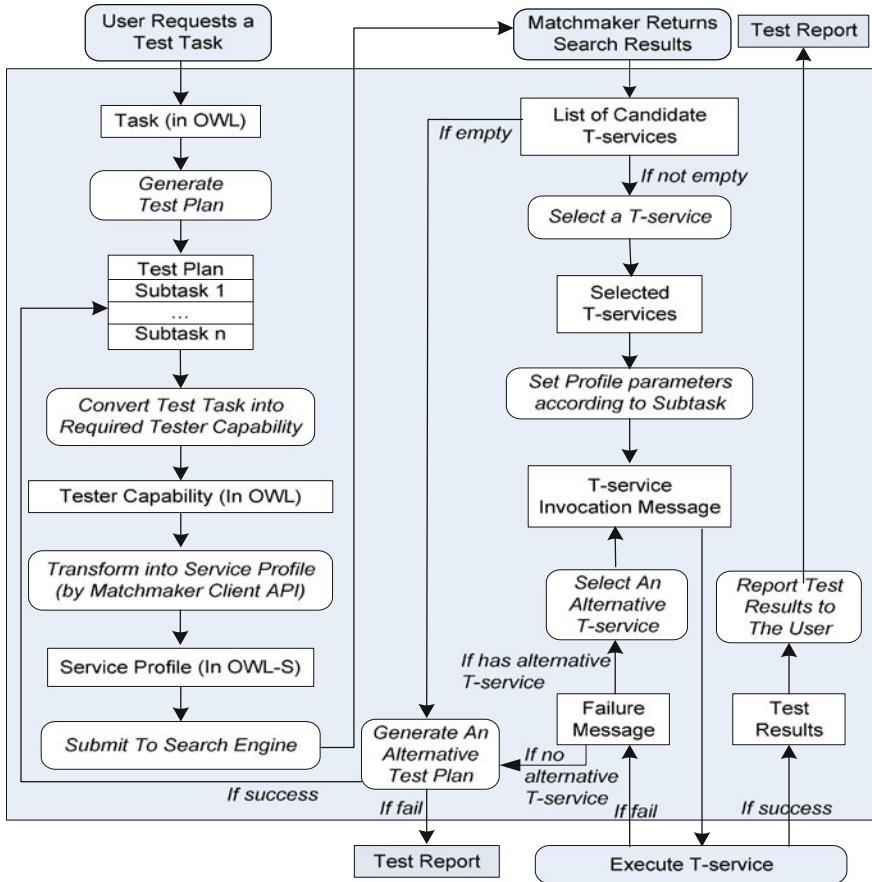 User Requests a
Test Task
Matchmaker Returns
Search Results
Test Report
Task (in OWL)
Generate
Test Plan
Test Plan
Subtask 1
...
Subtask n
Convert Test Task into
Required Tester Capability
Tester Capability (In OWL)
Transform into Service Profile
(by Matchmaker Client API)
Service Profile (In OWL-S)
Submit To Search Engine
List of Candidate
T-services
If empty
If not empty
Select a T-service
Selected
T-services
Set Profile parameters
according to Subtask
T-service
Invocation Message
Select An
Alternative
T-service
Report Test
Results to
The User
If has alternative
T-service
Failure
Message
Test
Results
Generate An
Alternative
Test Plan
If no
alternative
T-service
If success
If fail
If fail
If success
Test Report
Execute T-service